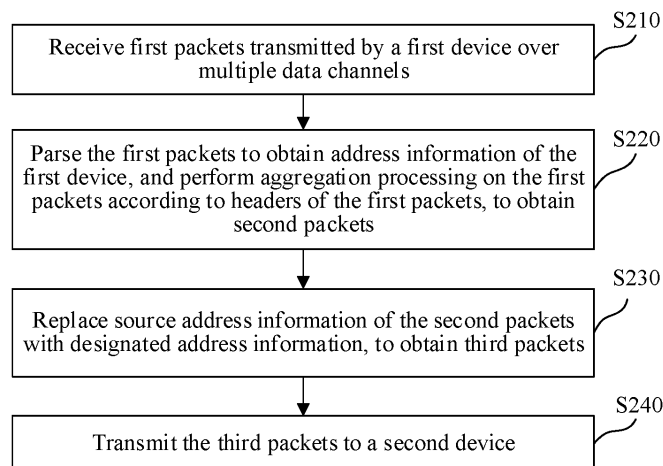 S210
Receive first packets transmitted by a first device over
multiple data channels
S220
Parse the first packets to obtain address information of the
first device, and perform aggregation processing on the first
packets according to headers of the first packets, to obtain
second packets
S230
Replace source address information of the second packets
with designated address information, to obtain third packets
S240
Transmit the third packets to a second device